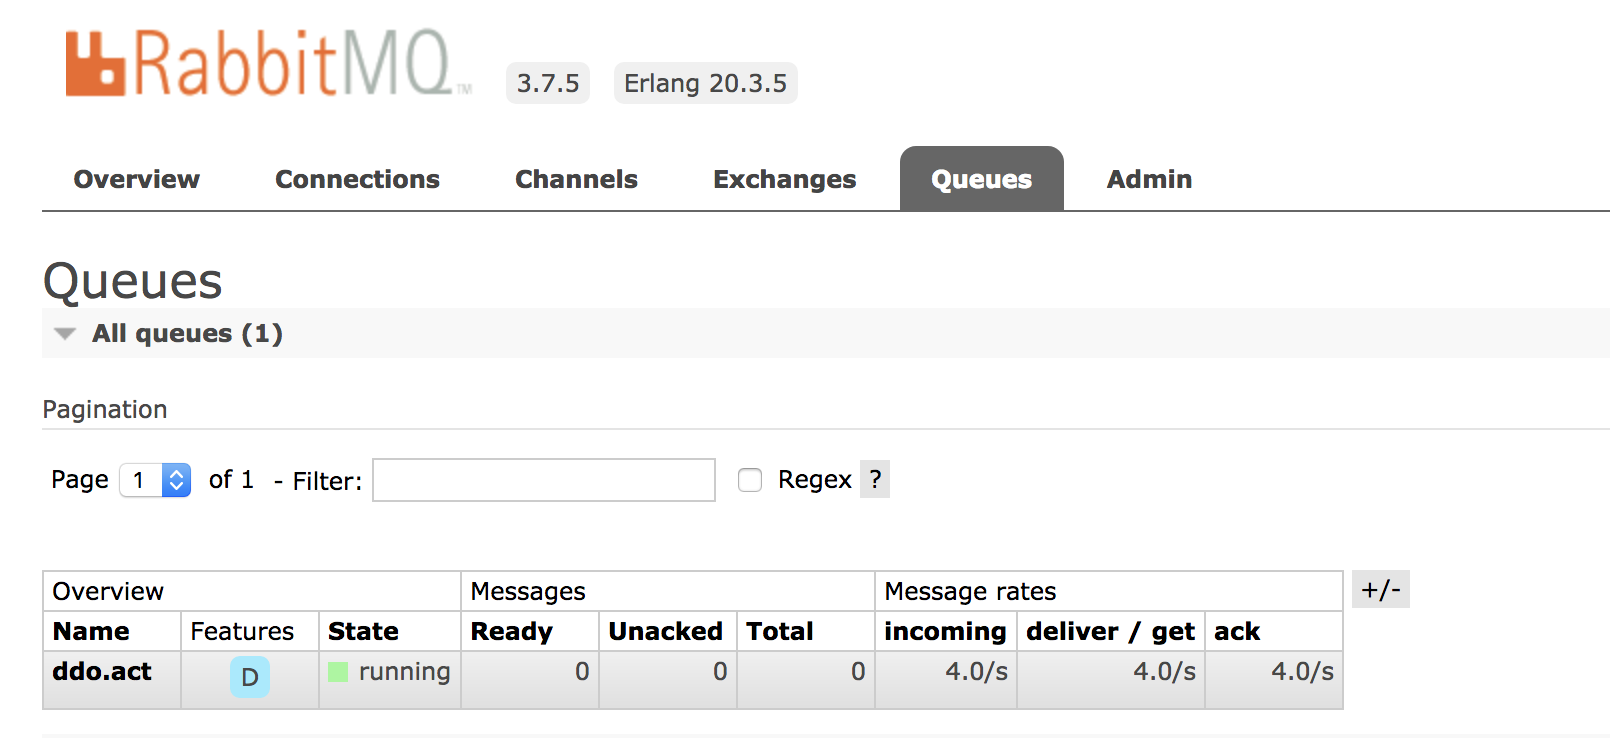 RabbitMQ TM 3.7.5 Erlang 20.3.5
Overview Connections Channels Exchanges Queues Admin
Queues
All queues (1)
Pagination
Page 1 of 1 - Filter: Regex ?
Overview Messages Message rates +/-
Name Features State Ready Unacked Total incoming deliver / get ack
ddo.act D running 0 0 0 4.0/s 4.0/s 4.0/s